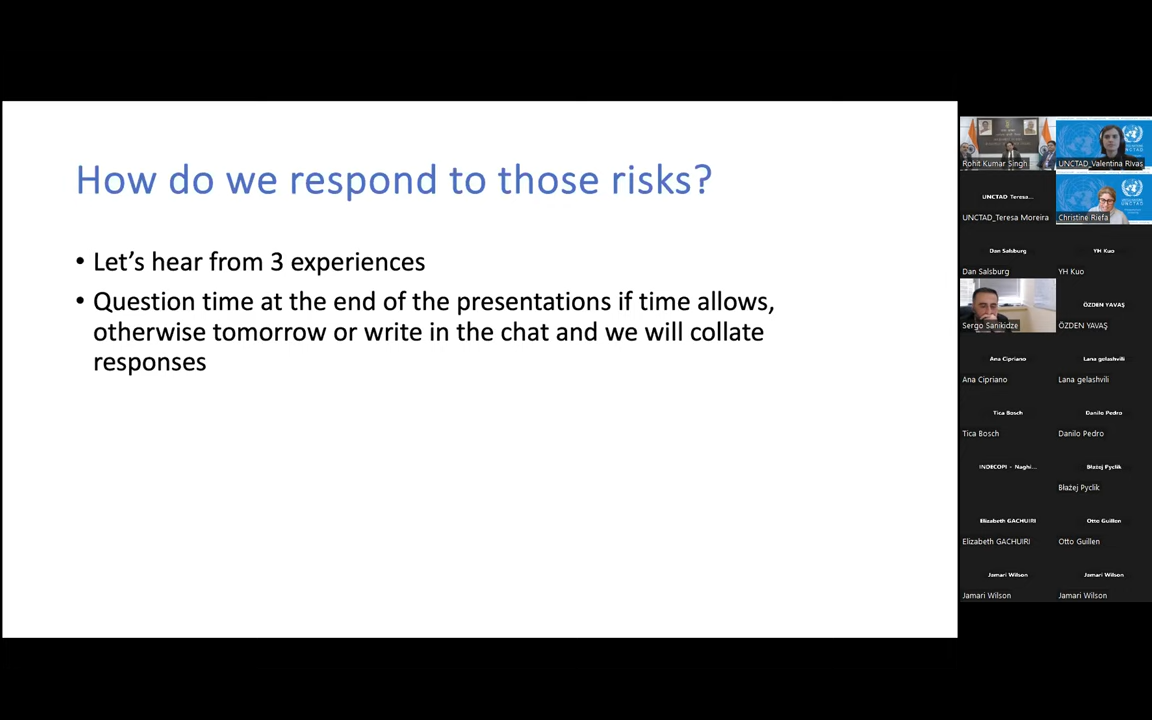 How do we respond to those risks?
• Let's hear from 3 experiences
• Question time at the end of the presentations if time allows,
otherwise tomorrow or write in the chat and we will collate
responses
Rohit Kumar Singh
UNCTAD_Valentina Rivas
UNCTAD Teresa...
UNCTAD_Teresa Moreira
Christine Riefa
Dan Salsburg
Dan Salsburg
YH Kuo
YH Kuo
Sergo Sanikidze
ÖZDEN YAVAŞ
ÖZDEN YAVAŞ
Ana Cipriano
Ana Cipriano
Lana gelashvili
Lana gelashvili
Tica Bosch
Tica Bosch
Danilo Pedro
Danilo Pedro
INDECOPI - Naghi...
Błażej Pyclik
Błażej Pyclik
Elizabeth GACHUIRI
Elizabeth GACHUIRI
Otto Guillen
Otto Guillen
Jamari Wilson
Jamari Wilson
Jamari Wilson
Jamari Wilson